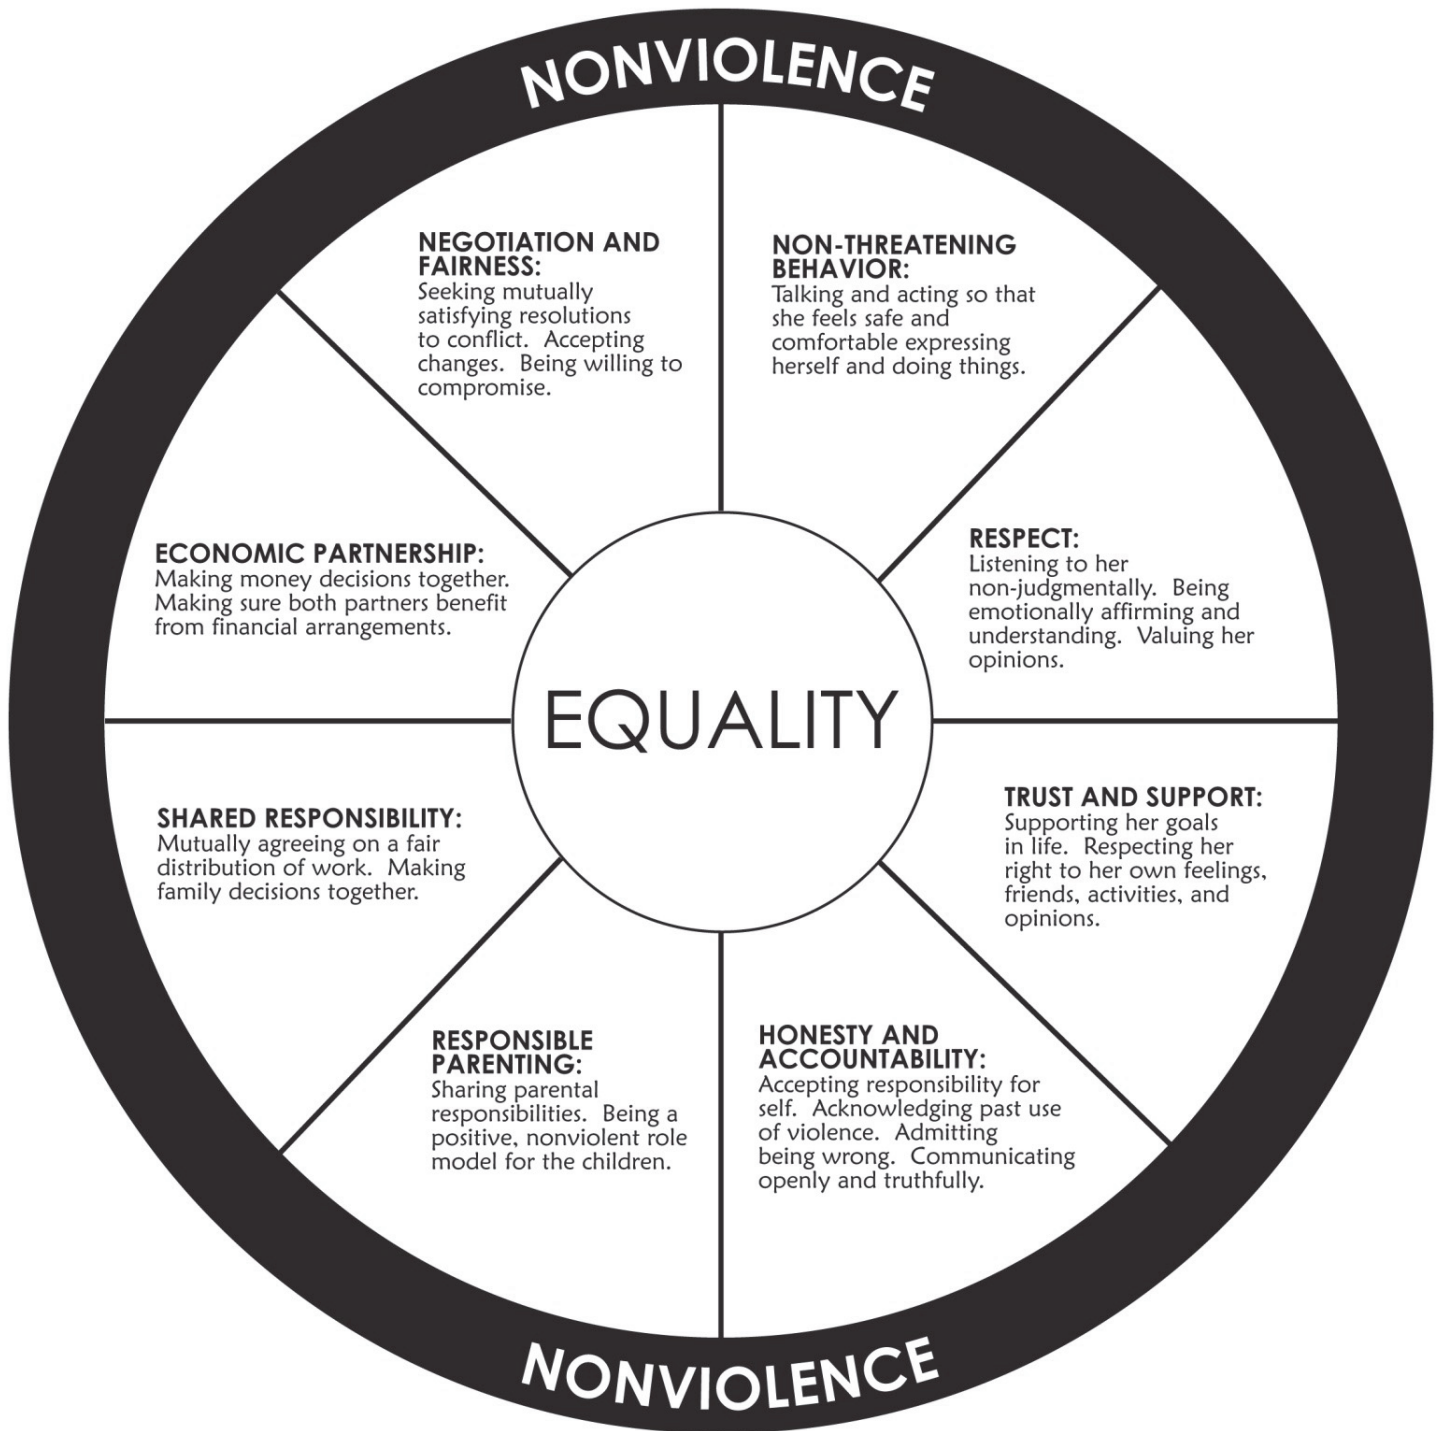 NONVIOLENCE
NEGOTIATION AND
FAIRNESS:
Seeking mutually
satisfying resolutions
to conflict.  Accepting
changes.  Being willing to
compromise.
NON-THREATENING
BEHAVIOR:
Talking and acting so that
she feels safe and
comfortable expressing
herself and doing things.
ECONOMIC PARTNERSHIP:
Making money decisions together.
Making sure both partners benefit
from financial arrangements.
RESPECT:
Listening to her
non-judgmentally.  Being
emotionally affirming and
understanding.  Valuing her
opinions.
EQUALITY
SHARED RESPONSIBILITY:
Mutually agreeing on a fair
distribution of work.  Making
family decisions together.
TRUST AND SUPPORT:
Supporting her goals
in life.  Respecting her
right to her own feelings,
friends, activities, and
opinions.
RESPONSIBLE
PARENTING:
Sharing parental
responsibilities.  Being a
positive, nonviolent role
model for the children.
HONESTY AND
ACCOUNTABILITY:
Accepting responsibility for
self.  Acknowledging past use
of violence.  Admitting
being wrong.  Communicating
openly and truthfully.
NONVIOLENCE